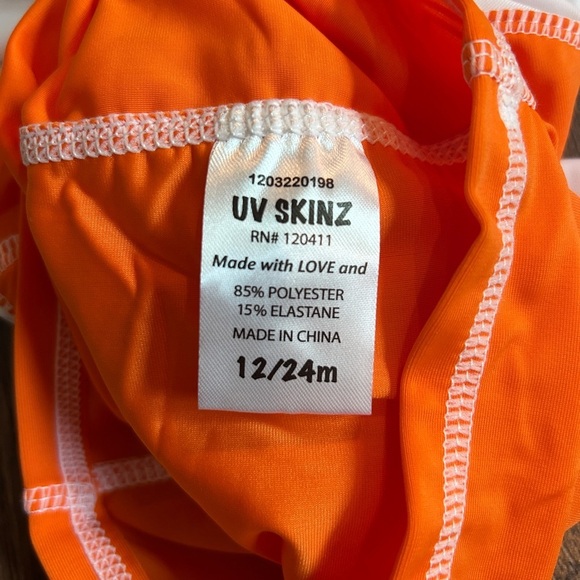 1203220198
UV SKINZ
RN# 120411
Made with LOVE and
85% POLYESTER
15% ELASTANE
MADE IN CHINA
12/24m